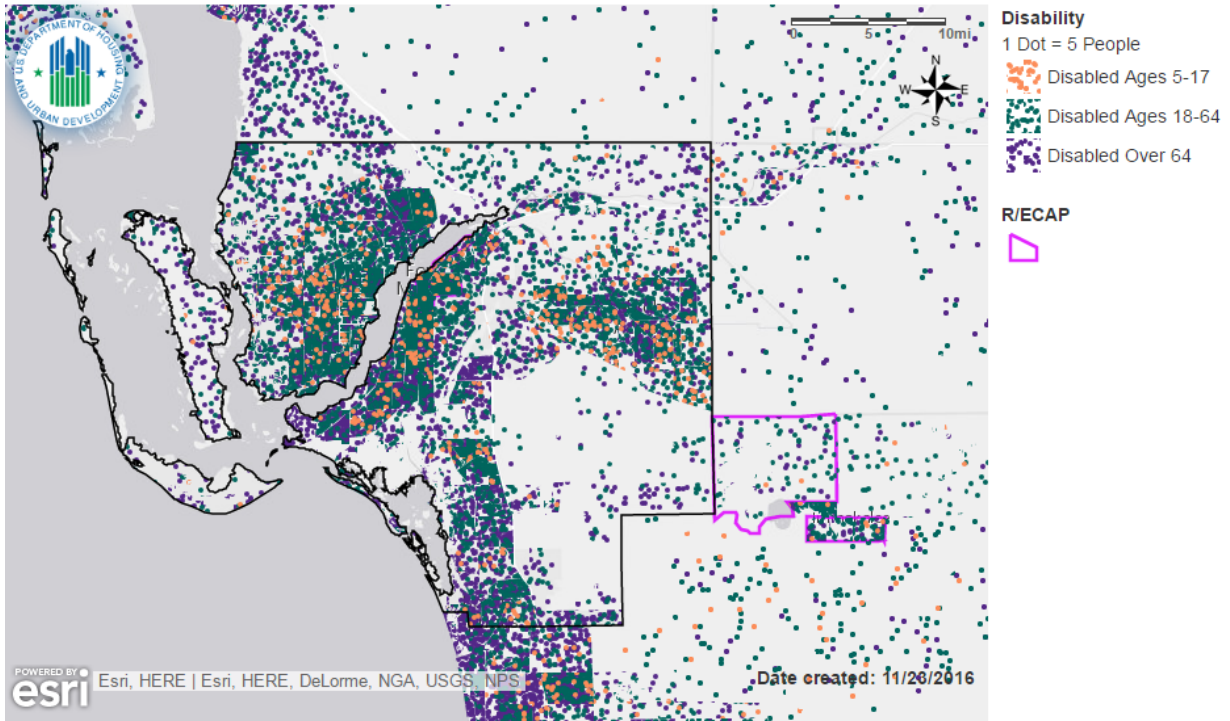 U.S. DEPARTMENT OF HOUSING
AND URBAN DEVELOPMENT
0 5 10mi
N
W E
S
Disability
1 Dot = 5 People
Disabled Ages 5-17
Disabled Ages 18-64
Disabled Over 64
R/ECAP
POWERED BY
esri
Esri, HERE | Esri, HERE, DeLorme, NGA, USGS, NPS
Date created: 11/23/2016